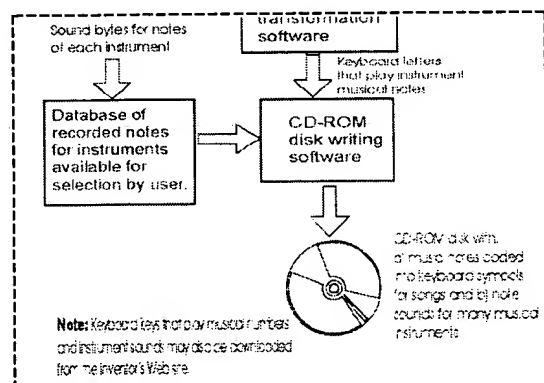 transformation
software
Sound bytes for notes
of each instrument
Keyboard letters
that play instrument
musical notes
Database of
recorded notes
for instruments
available for
selection by user.
CD-ROM
disk writing
software
CD-ROM disk with:
a) music notes coded
into keyboard symbols
for songs and b) note
sounds for many musical
instruments
Note: Keyboard keys that play musical numbers
and instrument sounds may also be downloaded
from the inventor's Web site.